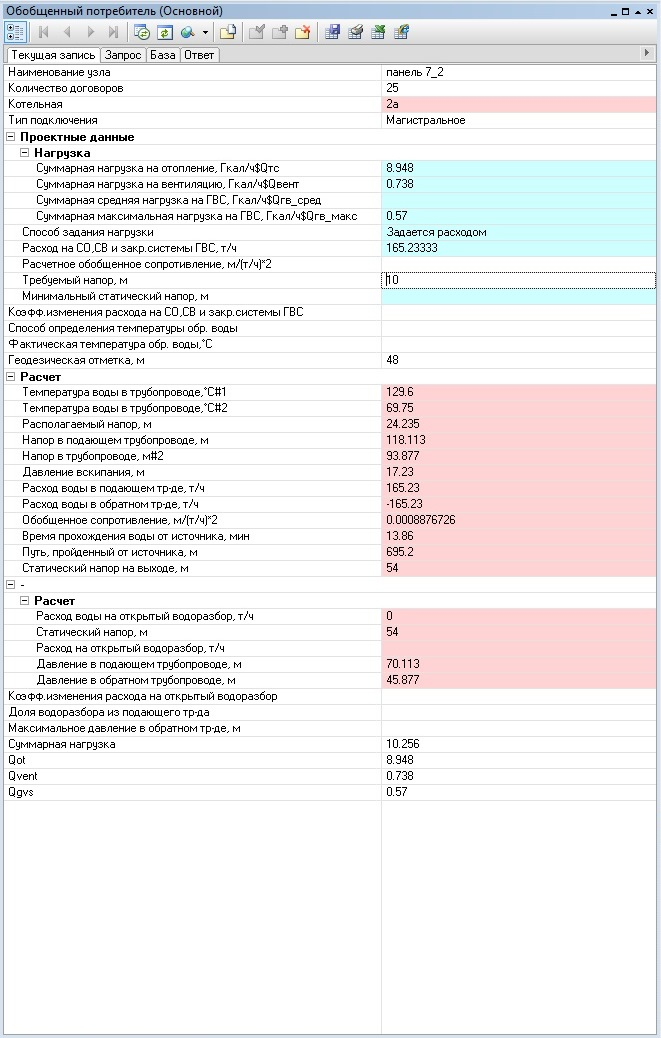 Обобщенный потребитель (Основной)
Текущая запись Запрос База Ответ
Наименование узла панель 7_2
Количество договоров 25
Котельная 2а
Тип подключения Магистральное
Проектные данные
Нагрузка
Суммарная нагрузка на отопление, Гкал/ч$Qтс 8.948
Суммарная нагрузка на вентиляцию, Гкал/ч$Qвент 0.738
Суммарная средняя нагрузка на ГВС, Гкал/ч$Qгв_сред
Суммарная максимальная нагрузка на ГВС, Гкал/ч$Qгв_макс 0.57
Способ задания нагрузки Задается расходом
Расход на СО,СВ и закр.системы ГВС, т/ч 165.23333
Расчетное обобщенное сопротивление, м/(т/ч)*2
Требуемый напор, м 10
Минимальный статический напор, м
Коэфф.изменения расхода на СО,СВ и закр.системы ГВС
Способ определения температуры обр. воды
Фактическая температура обр. воды,°С
Геодезическая отметка, м 48
Расчет
Температура воды в трубопроводе,°С#1 129.6
Температура воды в трубопроводе,°С#2 69.75
Располагаемый напор, м 24.235
Напор в подающем трубопроводе, м 118.113
Напор в трубопроводе, м#2 93.877
Давление вскипания, м 17.23
Расход воды в подающем тр-де, т/ч 165.23
Расход воды в обратном тр-де, т/ч -165.23
Обобщенное сопротивление, м/(т/ч)*2 0.0008876726
Время прохождения воды от источника, мин 13.86
Путь, пройденный от источника, м 695.2
Статический напор на выходе, м 54
-
Расчет
Расход воды на открытый водоразбор, т/ч 0
Статический напор, м 54
Расход на открытый водоразбор, т/ч
Давление в подающем трубопроводе, м 70.113
Давление в обратном трубопроводе, м 45.877
Коэфф.изменения расхода на открытый водоразбор
Доля водоразбора из подающего тр-да
Максимальное давление в обратном тр-де, м
Суммарная нагрузка 10.256
Qot 8.948
Qvent 0.738
Qgvs 0.57